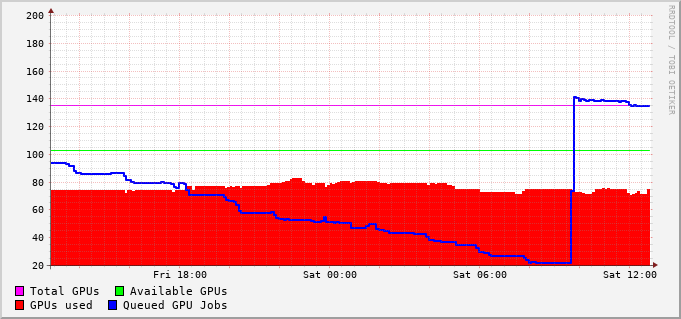 200
180
160
140
120
100
80
60
40
20
Fri 18:00 Sat 00:00 Sat 06:00 Sat 12:00
Total GPUs Available GPUs
GPUs used Queued GPU Jobs
RRDTOOL / TOBI OETIKER